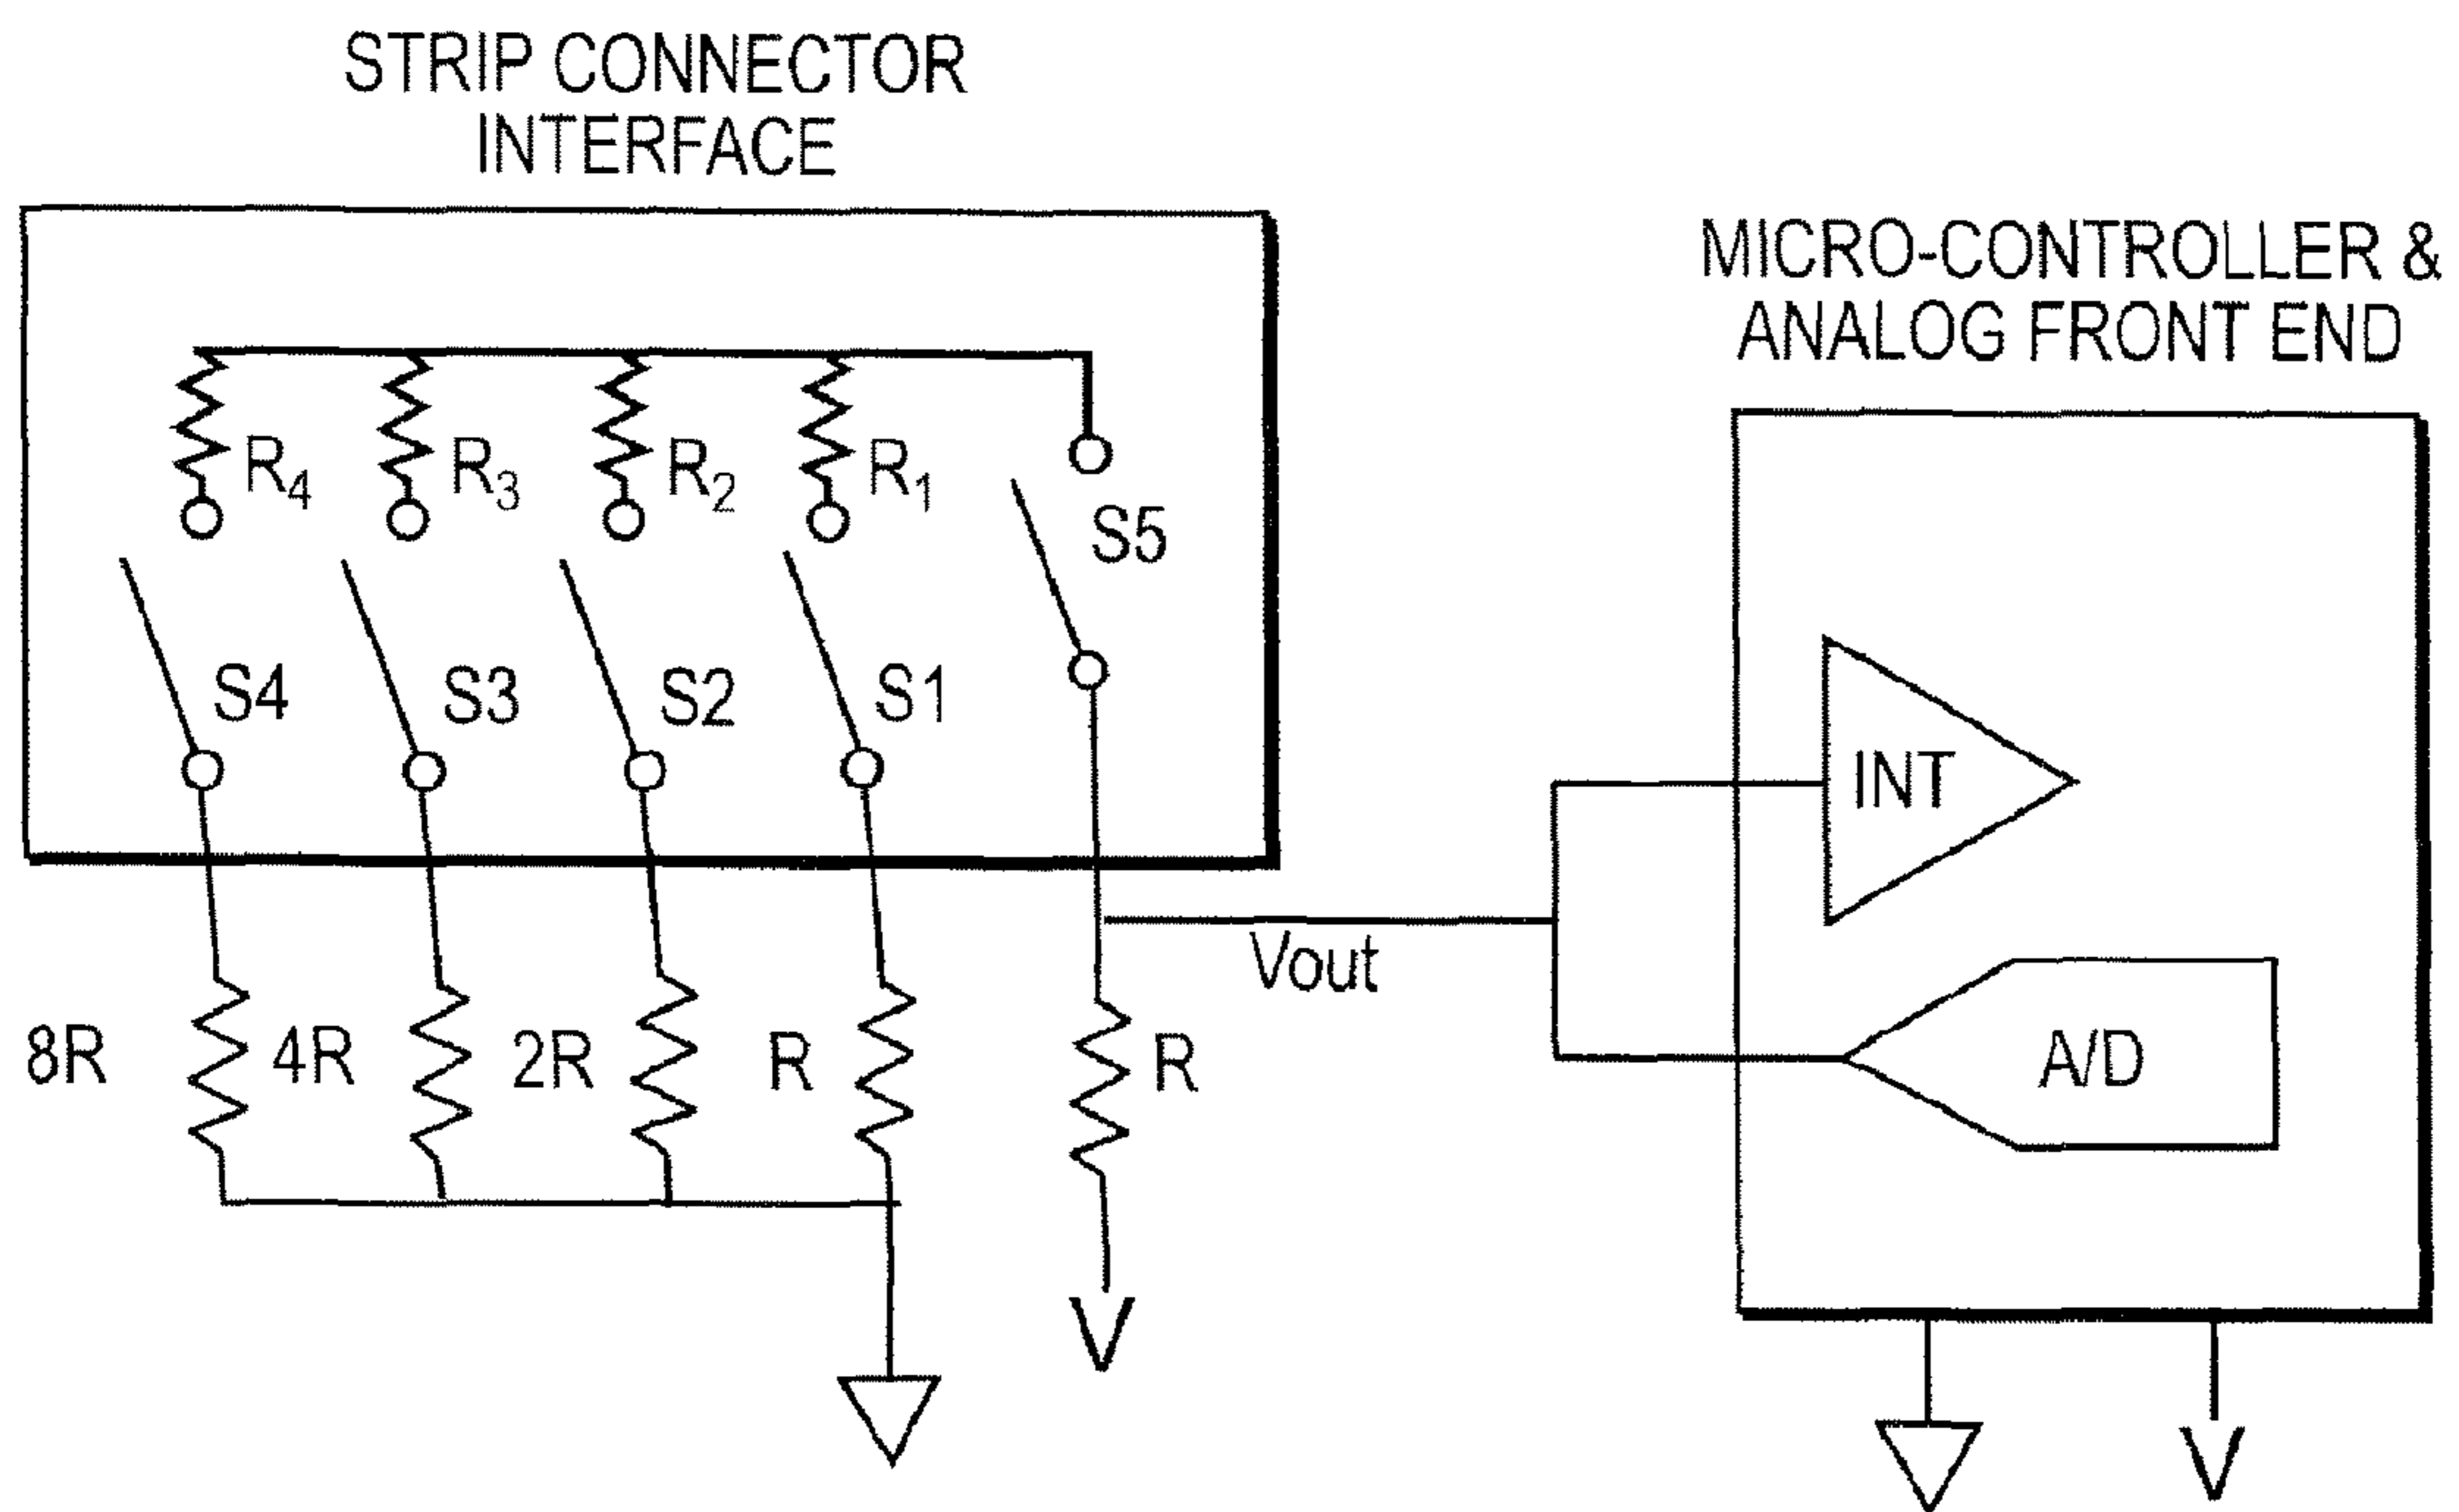 STRIP CONNECTOR
INTERFACE
MICRO-CONTROLLER &
ANALOG FRONT END
R4
R3
R2
R1
S5
S4
S3
S2
S1
INT
Vout
8R
4R
2R
R
R
A/D
V
V